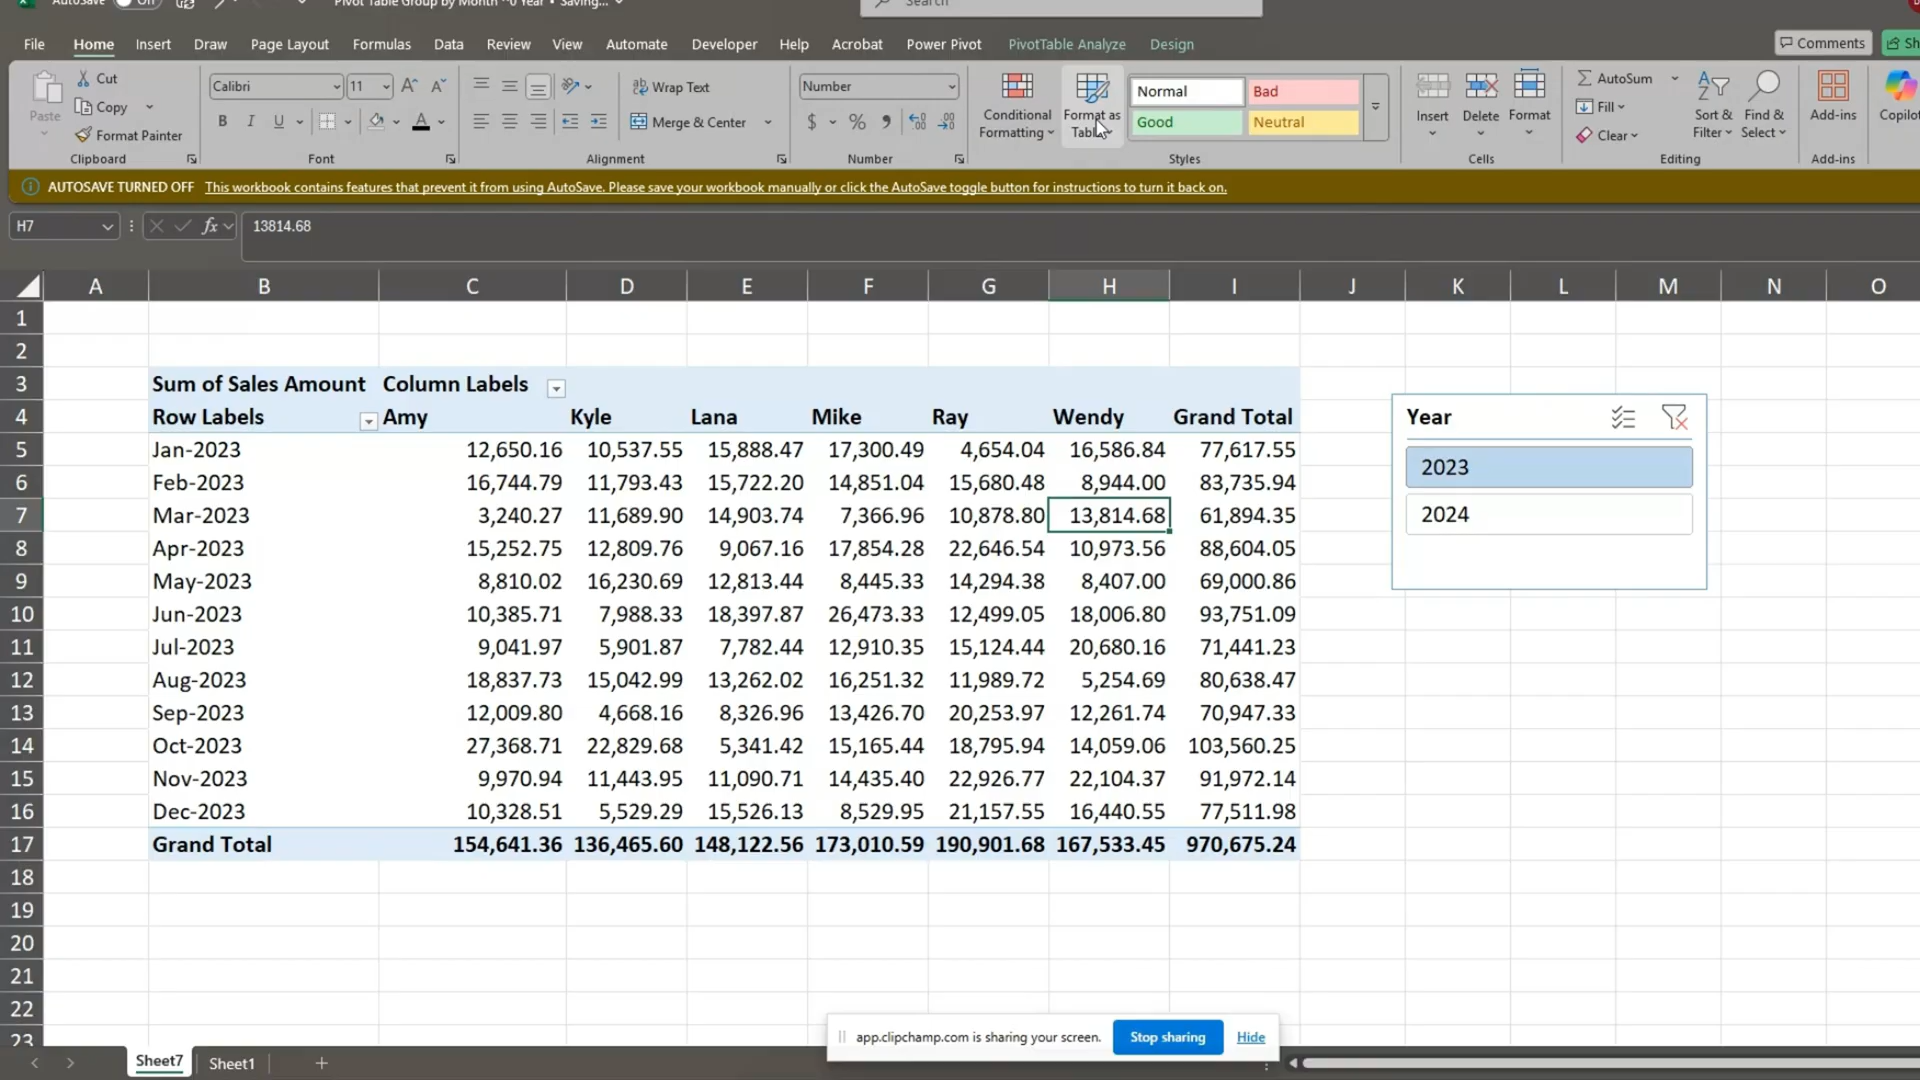 AutoSave Off Pivot Table Group by Month ^0 Year • Saving... Search
File Home Insert Draw Page Layout Formulas Data Review View Automate Developer Help Acrobat Power Pivot PivotTable Analyze Design Comments Sh
Paste Cut Copy Format Painter Clipboard
Calibri 11 B I U A Font
Wrap Text Merge & Center Alignment
Number $ % Number
Conditional Formatting Format as Table Normal Bad Good Neutral Styles
Insert Delete Format Cells
AutoSum Fill Clear Sort & Filter Find & Select Editing
Add-ins Add-ins Copilo
AUTOSAVE TURNED OFF This workbook contains features that prevent it from using AutoSave. Please save your workbook manually or click the AutoSave toggle button for instructions to turn it back on.
H7 fx 13814.68
A B C D E F G H I J K L M N O
1
2
3 Sum of Sales Amount Column Labels
4 Row Labels Amy Kyle Lana Mike Ray Wendy Grand Total Year
5 Jan-2023 12,650.16 10,537.55 15,888.47 17,300.49 4,654.04 16,586.84 77,617.55 2023
6 Feb-2023 16,744.79 11,793.43 15,722.20 14,851.04 15,680.48 8,944.00 83,735.94
7 Mar-2023 3,240.27 11,689.90 14,903.74 7,366.96 10,878.80 13,814.68 61,894.35 2024
8 Apr-2023 15,252.75 12,809.76 9,067.16 17,854.28 22,646.54 10,973.56 88,604.05
9 May-2023 8,810.02 16,230.69 12,813.44 8,445.33 14,294.38 8,407.00 69,000.86
10 Jun-2023 10,385.71 7,988.33 18,397.87 26,473.33 12,499.05 18,006.80 93,751.09
11 Jul-2023 9,041.97 5,901.87 7,782.44 12,910.35 15,124.44 20,680.16 71,441.23
12 Aug-2023 18,837.73 15,042.99 13,262.02 16,251.32 11,989.72 5,254.69 80,638.47
13 Sep-2023 12,009.80 4,668.16 8,326.96 13,426.70 20,253.97 12,261.74 70,947.33
14 Oct-2023 27,368.71 22,829.68 5,341.42 15,165.44 18,795.94 14,059.06 103,560.25
15 Nov-2023 9,970.94 11,443.95 11,090.71 14,435.40 22,926.77 22,104.37 91,972.14
16 Dec-2023 10,328.51 5,529.29 15,526.13 8,529.95 21,157.55 16,440.55 77,511.98
17 Grand Total 154,641.36 136,465.60 148,122.56 173,010.59 190,901.68 167,533.45 970,675.24
18
19
20
21
22
23
app.clipchamp.com is sharing your screen. Stop sharing Hide
Sheet7 Sheet1